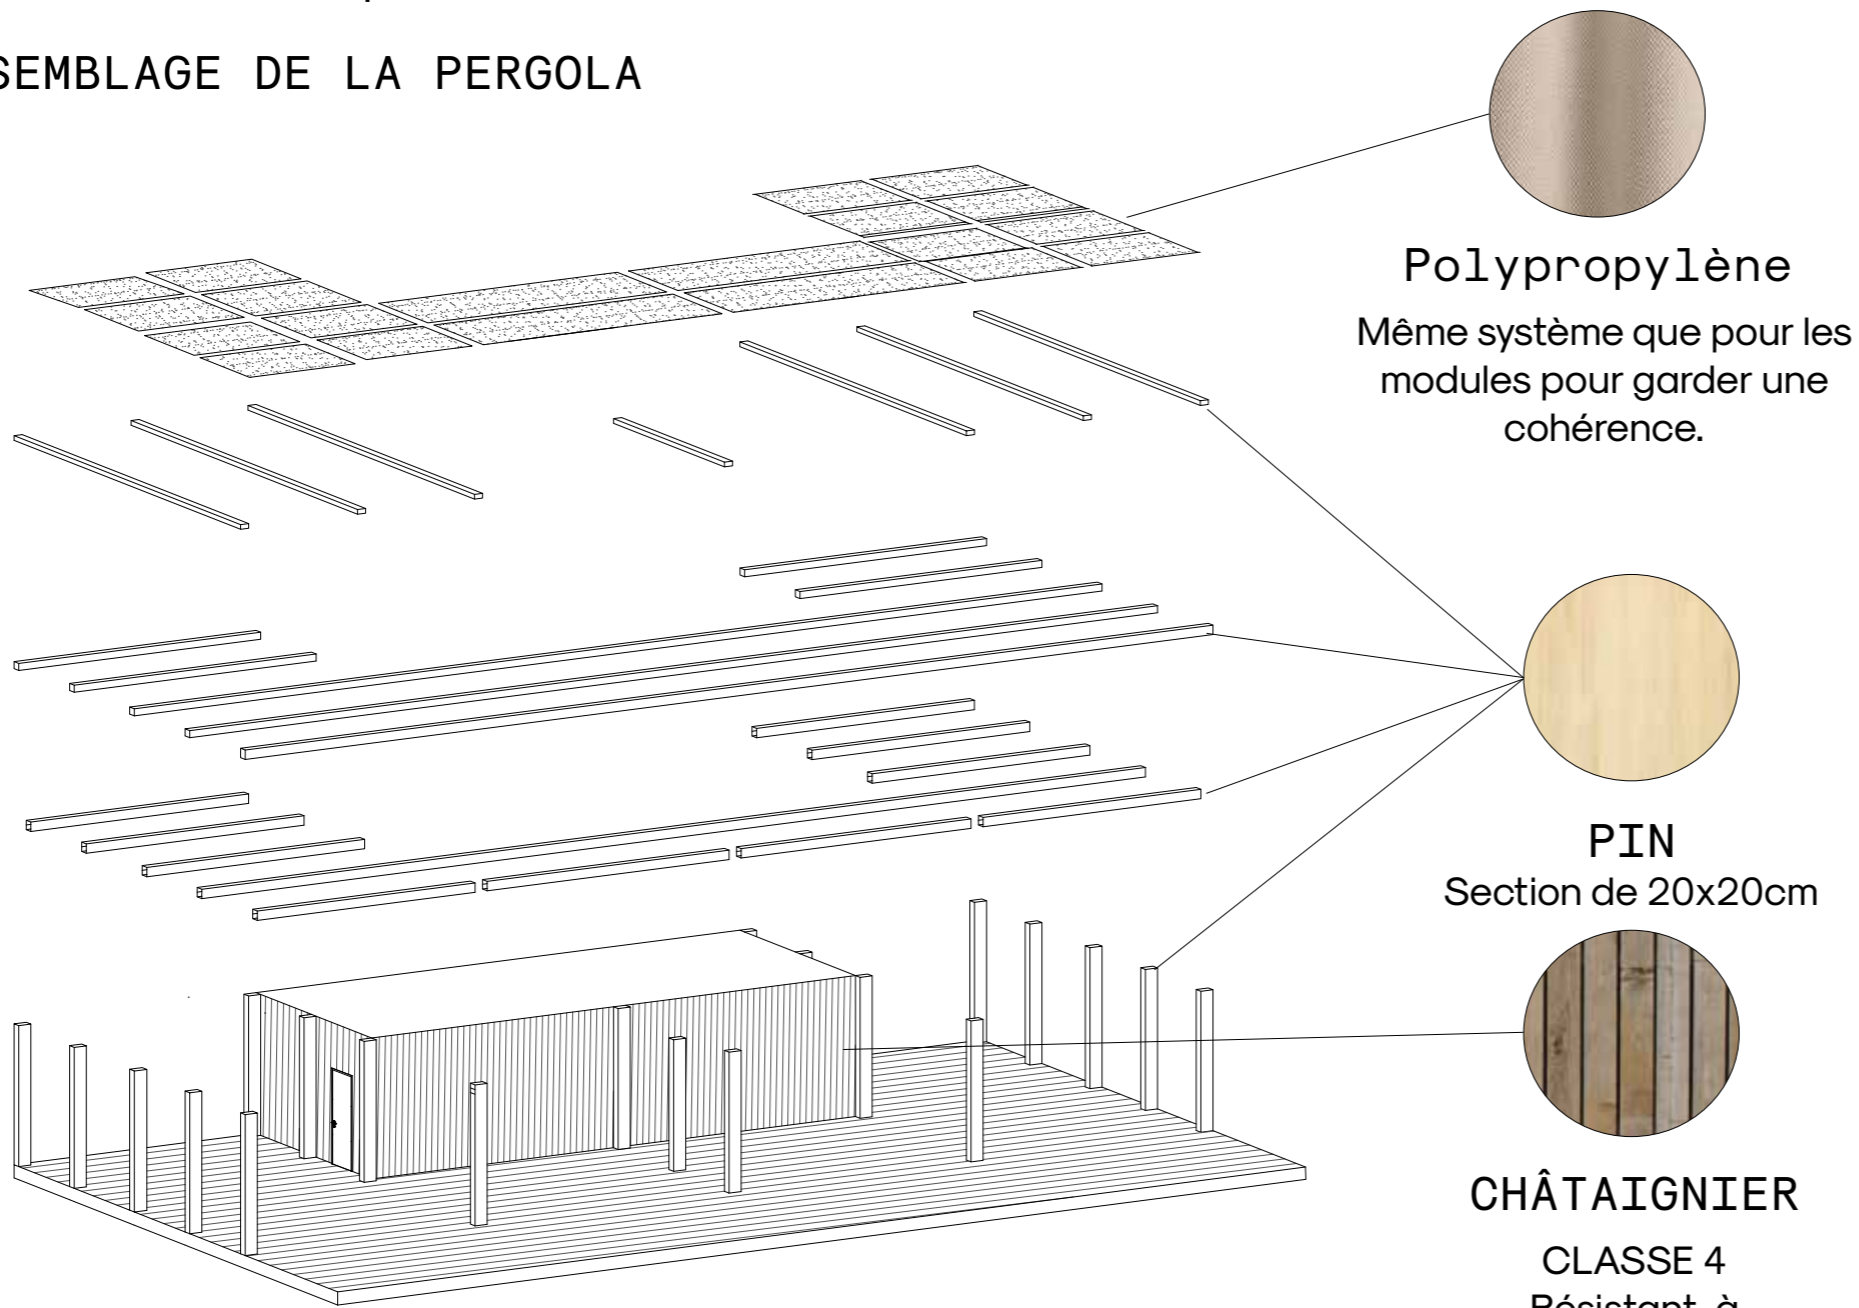 SEMBLAGE DE LA PERGOLA
Polypropylène
Même système que pour les
modules pour garder une
cohérence.
PIN
Section de 20x20cm
CHÂTAIGNIER
CLASSE 4
Résistant à